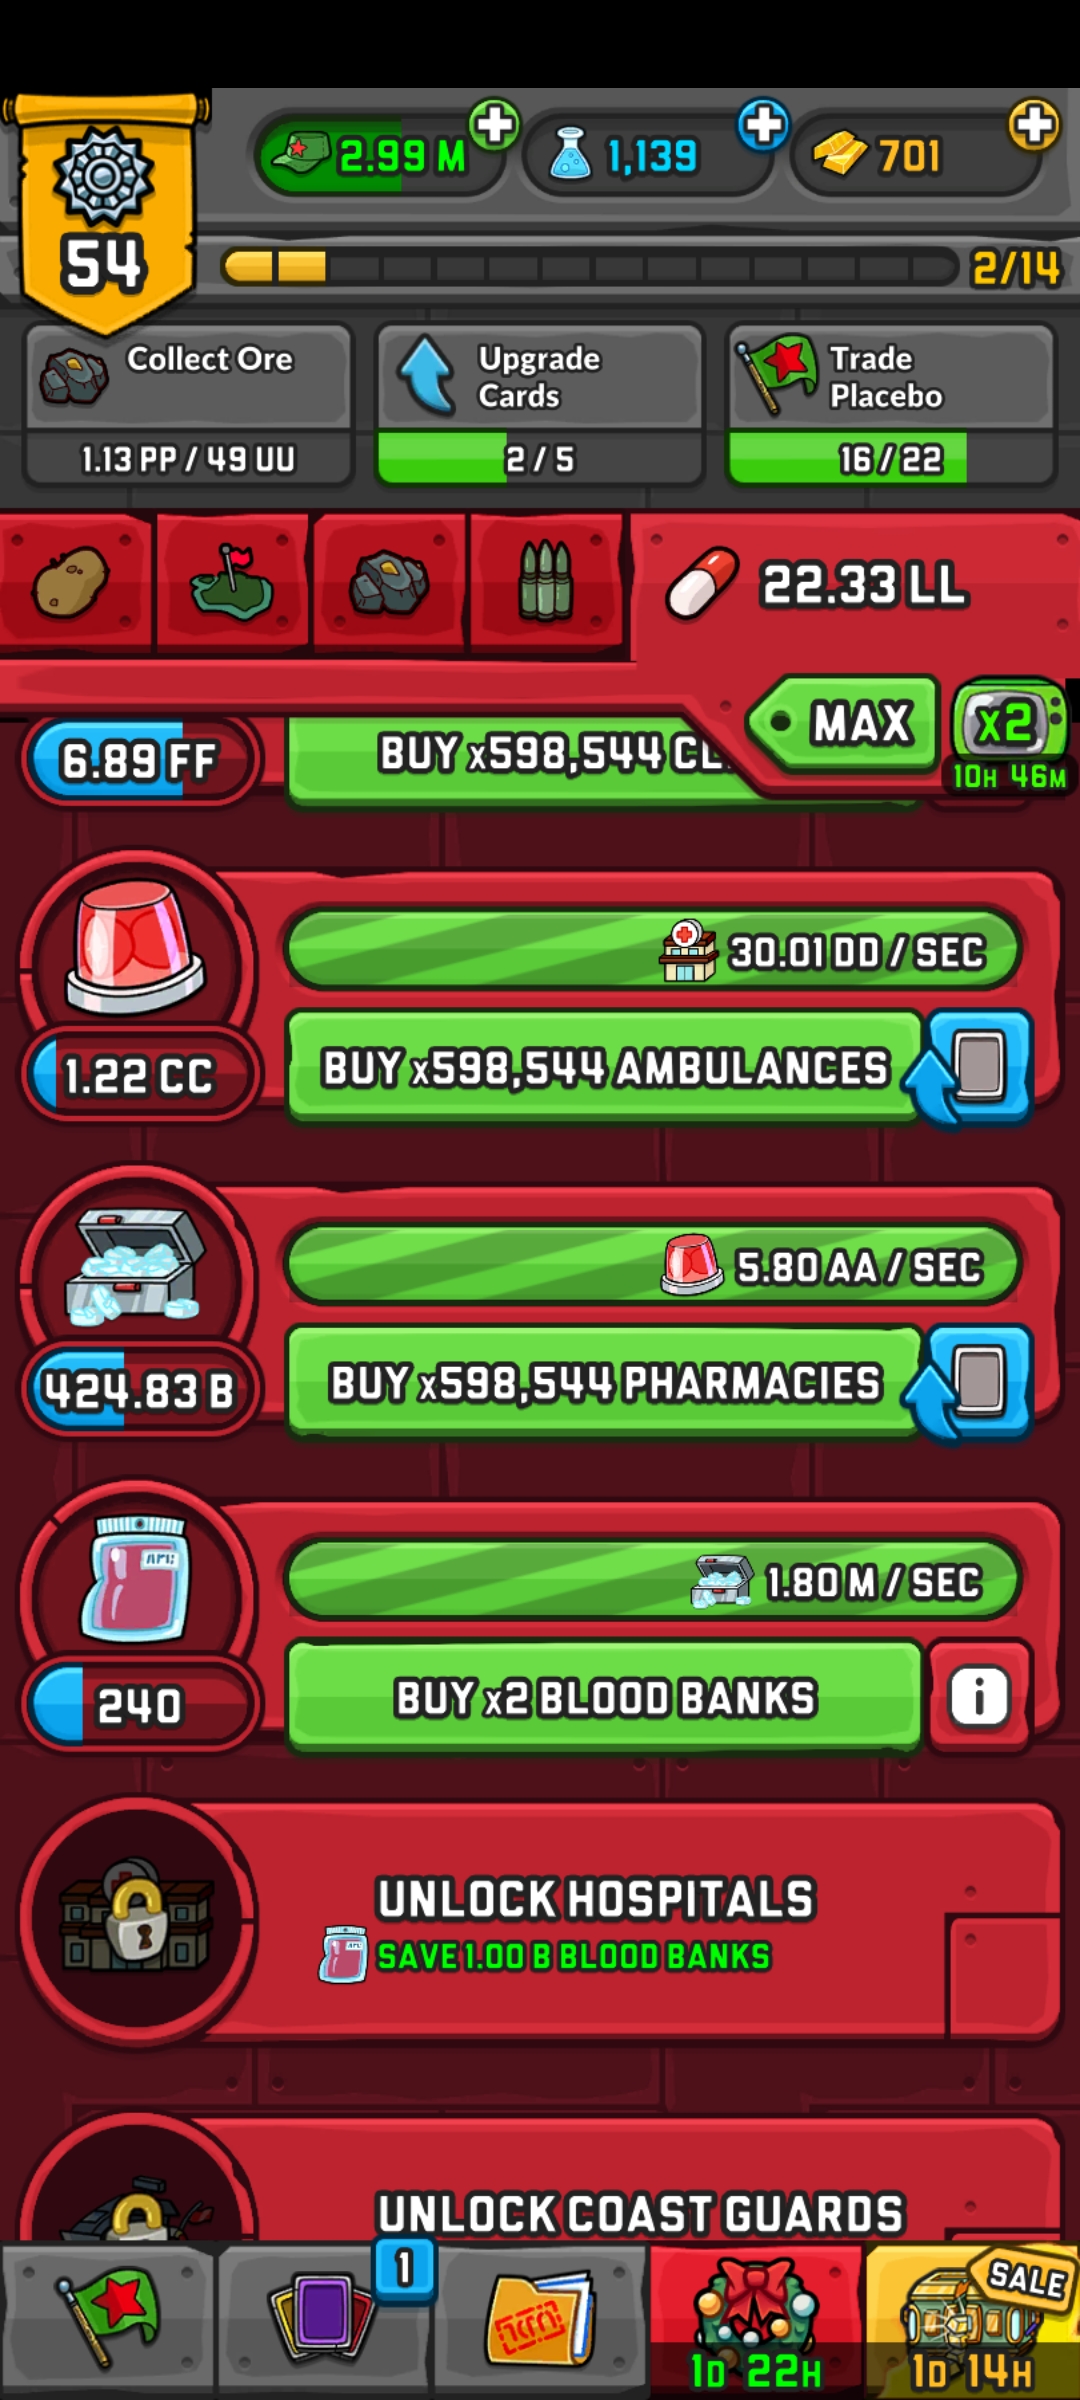 2.99 M
1,139
701
54
2/14
Collect Ore
Upgrade
Cards
Trade
Placebo
1.13 PP / 49 UU
2 / 5
16 / 22
22.33 LL
MAX
x2
10H 46M
6.89 FF
BUY x598,544
30.01 DD / SEC
1.22 CC
BUY x598,544 AMBULANCES
5.80 AA / SEC
424.83 B
BUY x598,544 PHARMACIES
1.80 M / SEC
240
BUY x2 BLOOD BANKS
i
UNLOCK HOSPITALS
SAVE 1.00 B BLOOD BANKS
UNLOCK COAST GUARDS
1
SALE
1D 22H
1D 14H